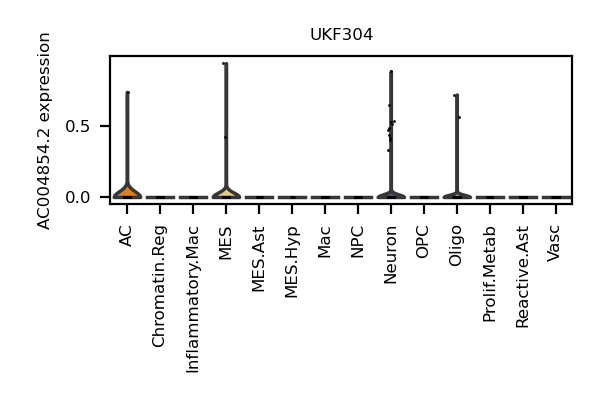 UKF304
AC004854.2 expression
0.5
0.0
AC
Chromatin.Reg
Inflammatory.Mac
MES
MES.Ast
MES.Hyp
Mac
NPC
Neuron
OPC
Oligo
Prolif.Metab
Reactive.Ast
Vasc